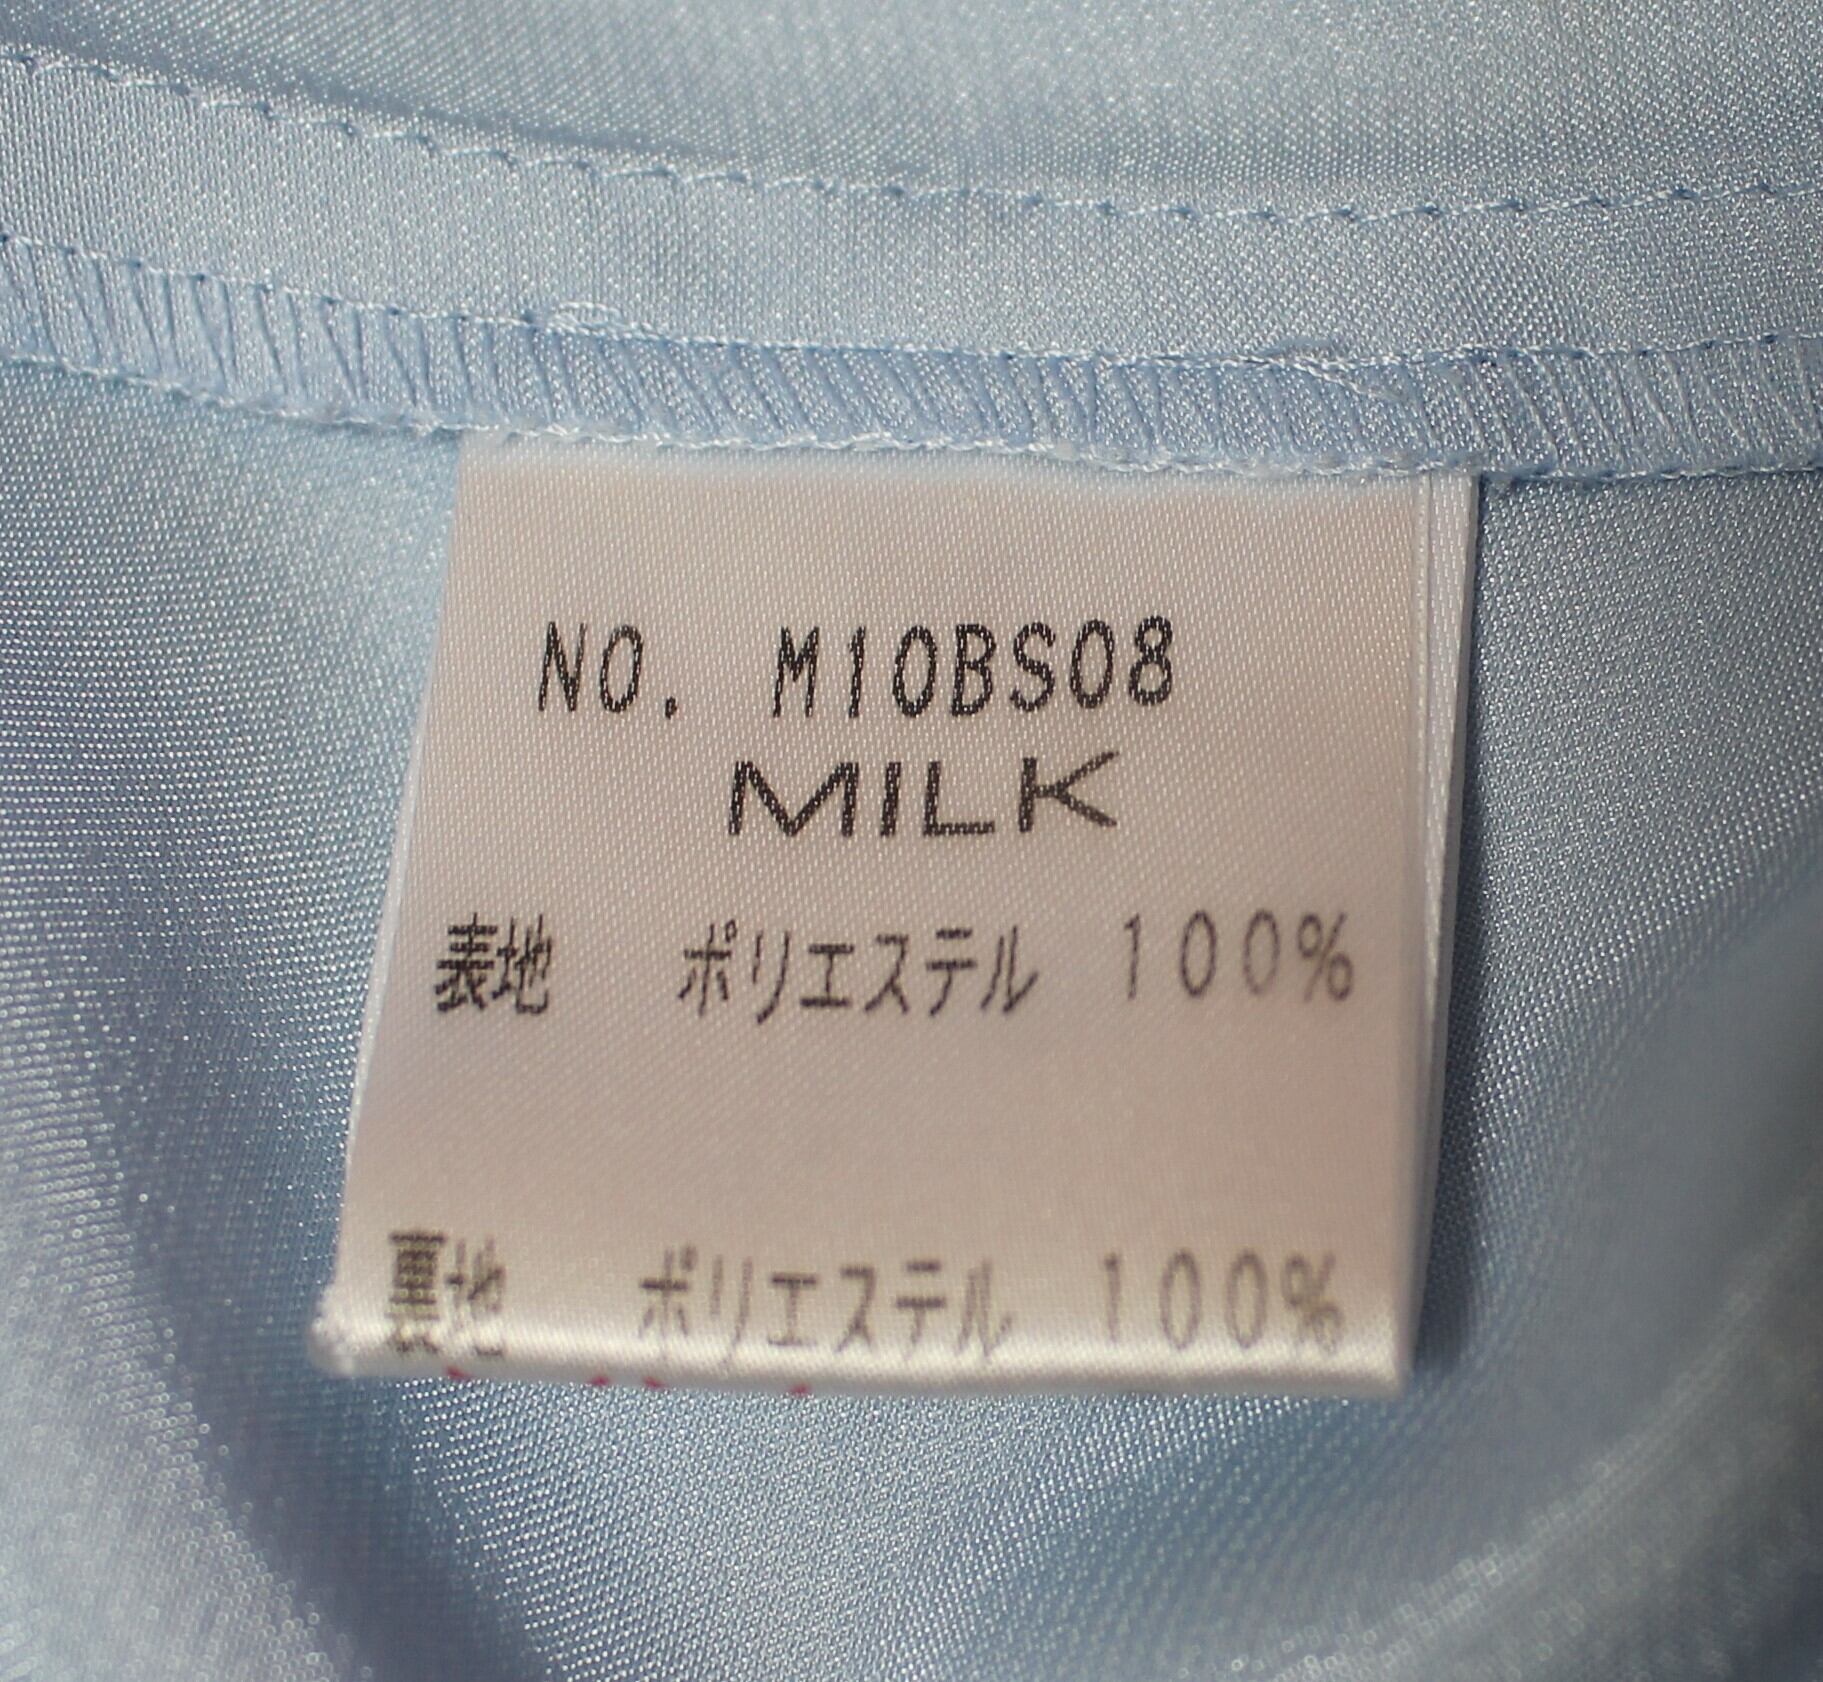 NO. M10BS08
MILK
表地 ポリエステル 100%
裏地 ポリエステル 100%